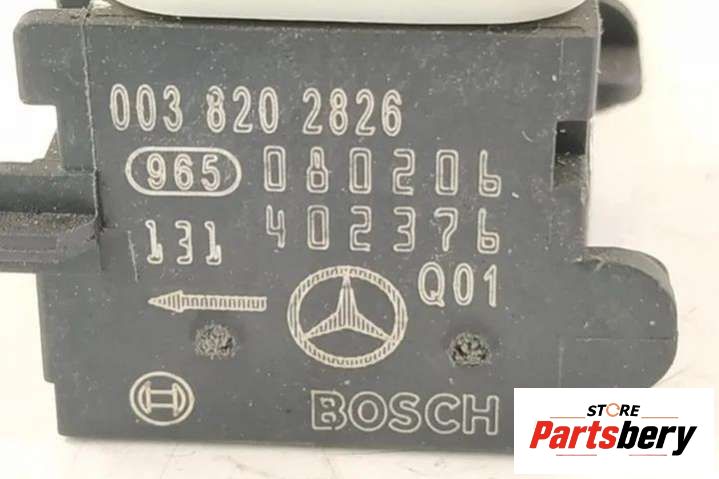 003 820 2826
965 080206
131 402376
Q01
BOSCH
STORE
Partsbery